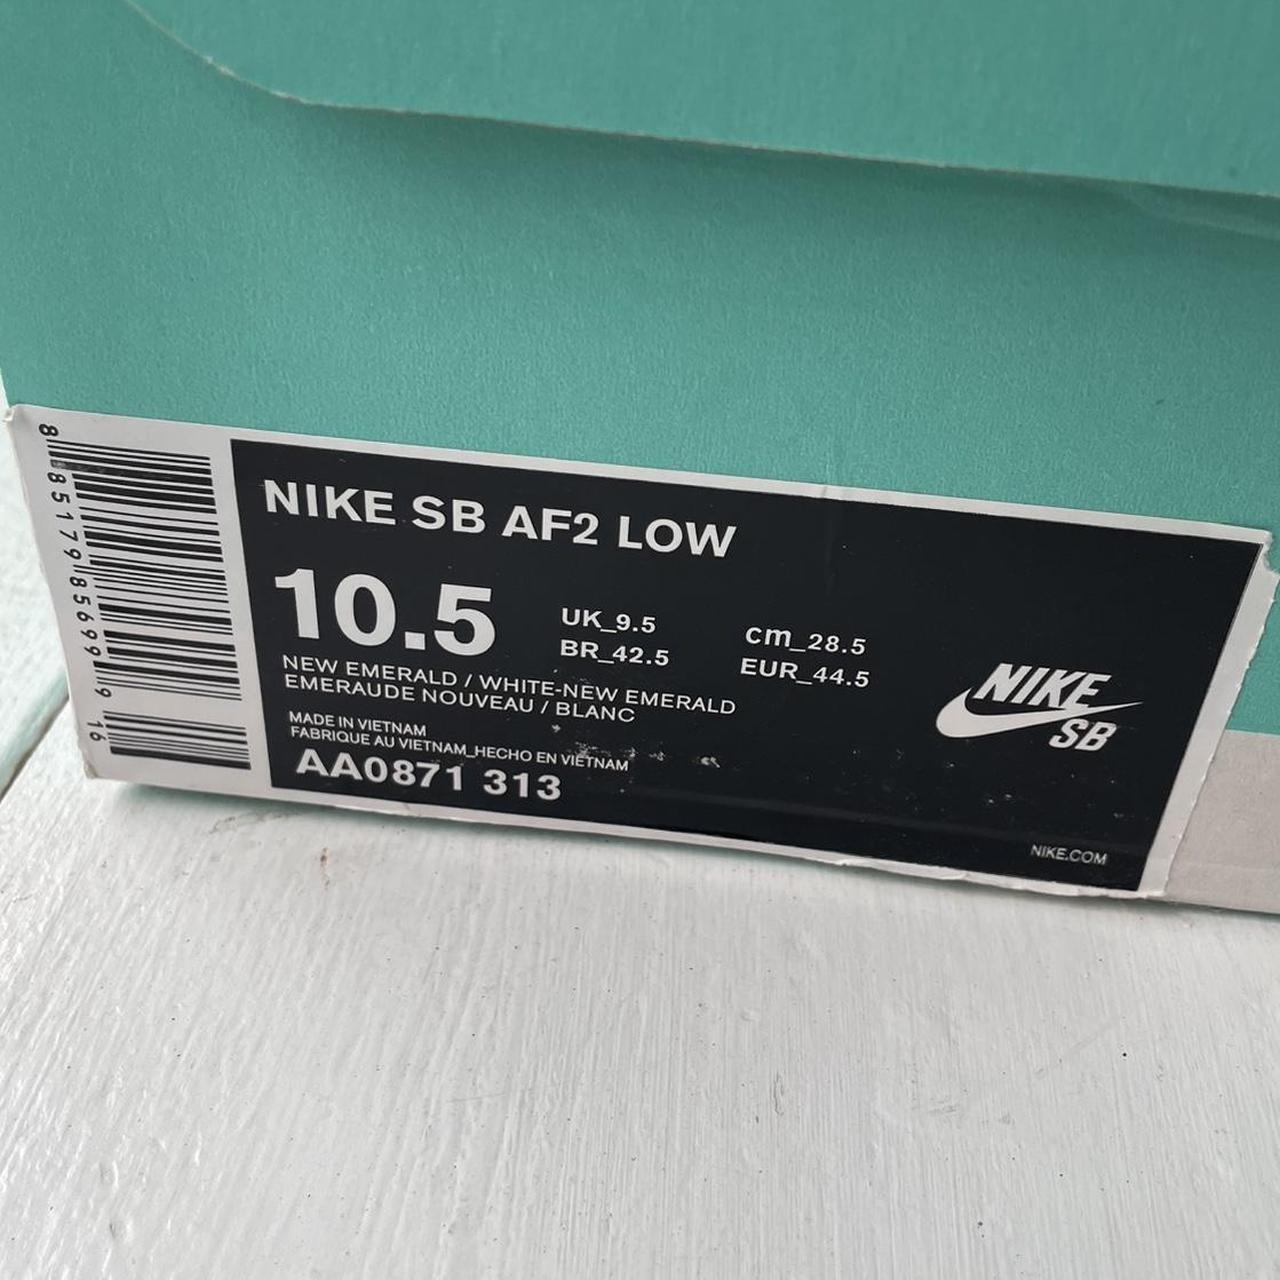 NIKE SB AF2 LOW
10.5
UK_9.5
cm_28.5
BR_42.5
EUR_44.5
NEW EMERALD / WHITE-NEW EMERALD
EMERAUDE NOUVEAU / BLANC
MADE IN VIETNAM
FABRIQUE AU VIETNAM_HECHO EN VIETNAM
AA0871 313
NIKE
SB
NIKE.COM
8 85179 85699 9 16